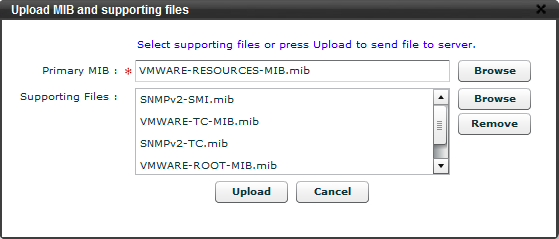 Upload MIB and supporting files
Select supporting files or press Upload to send file to server.
Primary MIB : * VMWARE-RESOURCES-MIB.mib Browse
Supporting Files : SNMPv2-SMI.mib Browse
VMWARE-TC-MIB.mib Remove
SNMPv2-TC.mib
VMWARE-ROOT-MIB.mib
Upload Cancel